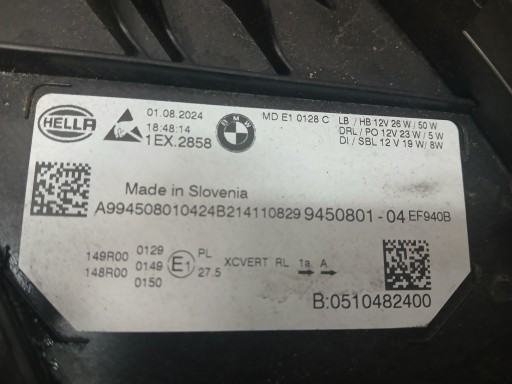 HELLA
01.08.2024
18:48:14
1EX.2858
BMW
MD E1 0128 C
LB / HB 12V 26 W / 50 W
DRL / PO 12V 23 W / 5 W
DI / SBL 12 V 19 W/ 8W
Made in Slovenia
A994508010424B214110829 9450801 - 04 EF940B
149R00 0129
148R00 0149
0150
E1
PL
27.5
XCVERT RL 1a A
B:0510482400